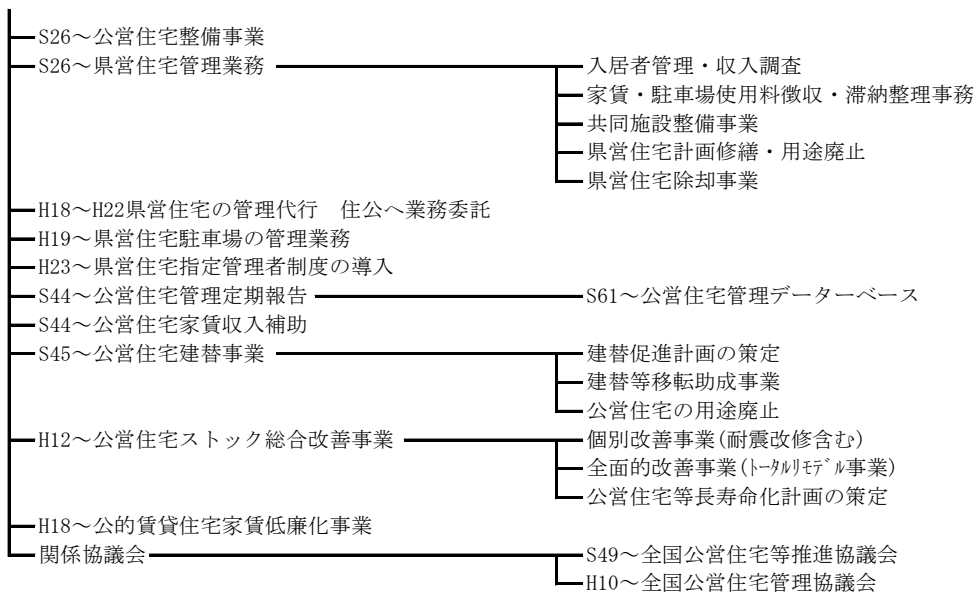 S26～公営住宅整備事業
S26～県営住宅管理業務
入居者管理・収入調査
家賃・駐車場使用料徴収・滞納整理事務
共同施設整備事業
県営住宅計画修繕・用途廃止
県営住宅除却事業
H18～H22県営住宅の管理代行　住公へ業務委託
H19～県営住宅駐車場の管理業務
H23～県営住宅指定管理者制度の導入
S44～公営住宅管理定期報告
S61～公営住宅管理データーベース
S44～公営住宅家賃収入補助
S45～公営住宅建替事業
建替促進計画の策定
建替等移転助成事業
公営住宅の用途廃止
H12～公営住宅ストック総合改善事業
個別改善事業(耐震改修含む)
全面的改善事業(ﾄｰﾀﾙﾘﾓﾃﾞﾙ事業)
公営住宅等長寿命化計画の策定
H18～公的賃貸住宅家賃低廉化事業
関係協議会
S49～全国公営住宅等推進協議会
H10～全国公営住宅管理協議会